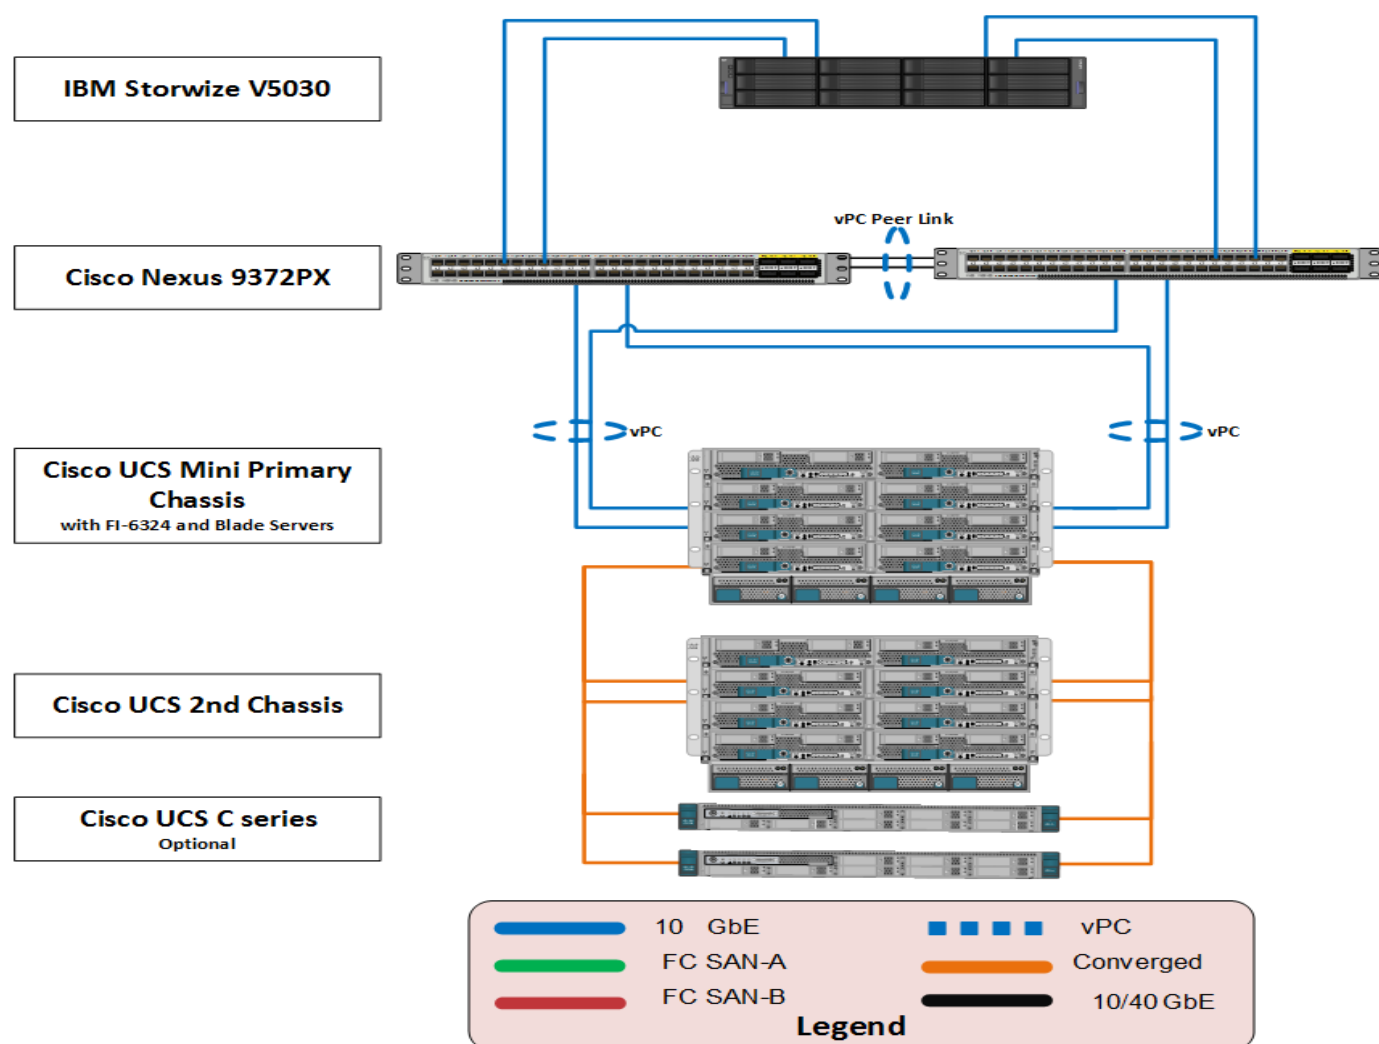 IBM Storwize V5030
vPC Peer Link
Cisco Nexus 9372PX
vPC
vPC
Cisco UCS Mini Primary
Chassis
with FI-6324 and Blade Servers
Cisco UCS 2nd Chassis
Cisco UCS C series
Optional
10 GbE
vPC
FC SAN-A
Converged
FC SAN-B
10/40 GbE
Legend